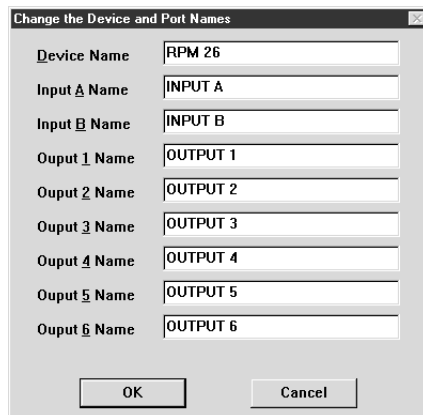 Change the Device and Port Names
Device Name RPM 26
Input A Name INPUT A
Input B Name INPUT B
Ouput 1 Name OUTPUT 1
Ouput 2 Name OUTPUT 2
Ouput 3 Name OUTPUT 3
Ouput 4 Name OUTPUT 4
Ouput 5 Name OUTPUT 5
Ouput 6 Name OUTPUT 6
OK Cancel